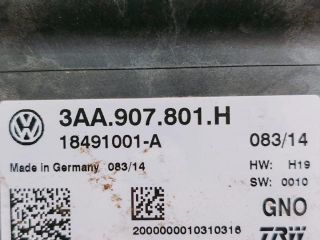 3AA.907.801.H
18491001-A 083/14
Made in Germany 083/14 HW: H19
SW: 0010
GNO
2000000010310316 TRW